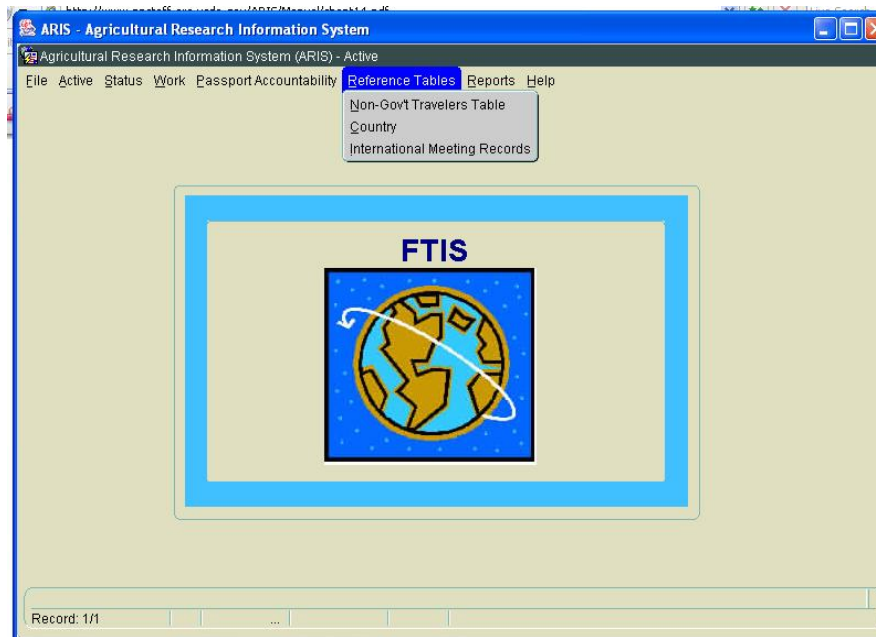 ARIS - Agricultural Research Information System
Agricultural Research Information System (ARIS) - Active
File Active Status Work Passport Accountability Reference Tables Reports Help
Non-Gov't Travelers Table
Country
International Meeting Records
FTIS
Record: 1/1
...